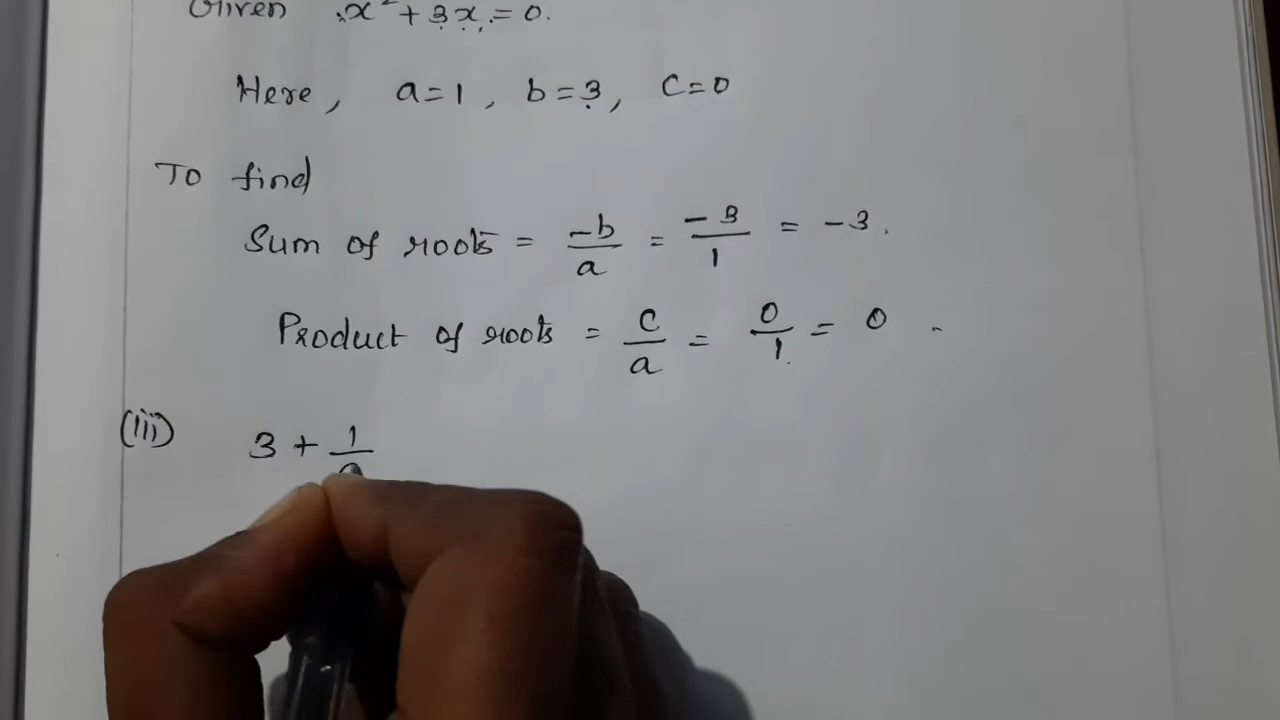 Given x² + 3x = 0.
Here, a=1, b=3, c=0
To find
Sum of roots = -b/a = -3/1 = -3.
Product of roots = c/a = 0/1 = 0.
(iii) 3 + 1/